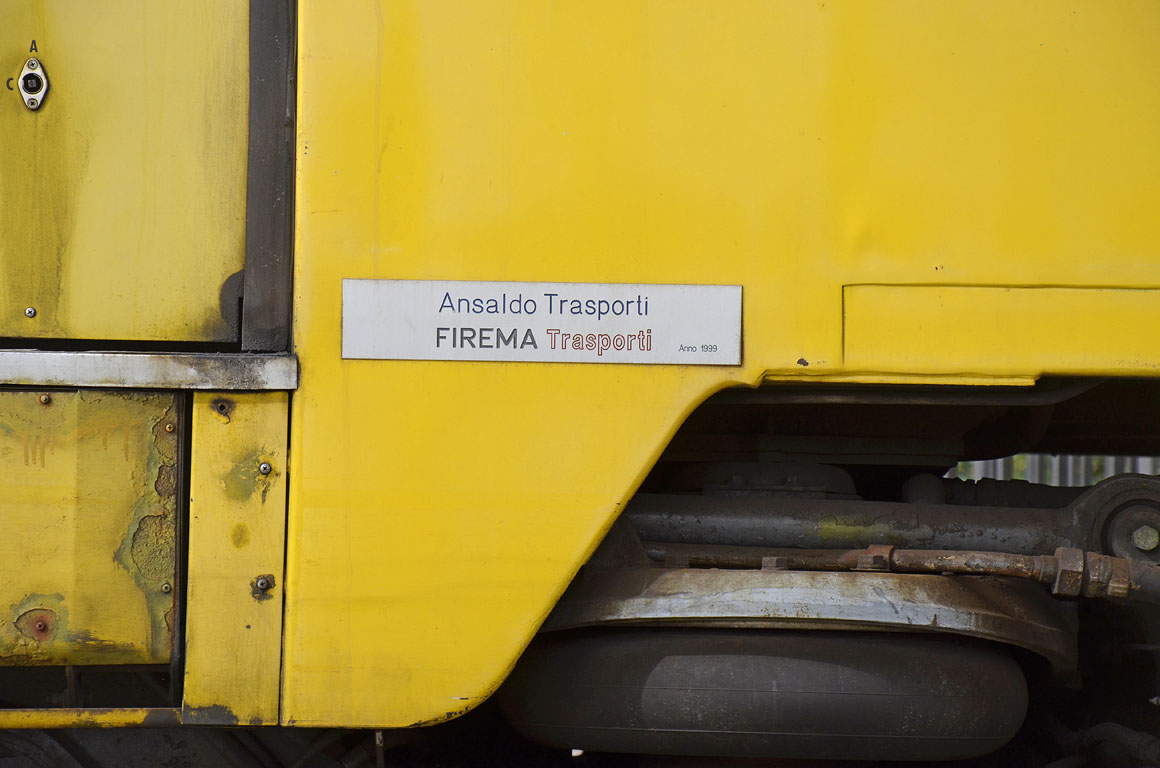 A
C
Ansaldo Trasporti
FIREMA Trasporti
Anno 1999